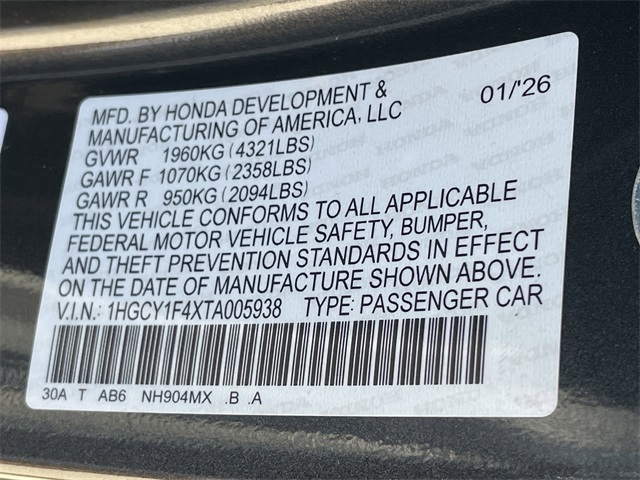 MFD. BY HONDA DEVELOPMENT & 01/'26
MANUFACTURING OF AMERICA, LLC
GVWR 1960KG (4321LBS)
GAWR F 1070KG (2358LBS)
GAWR R 950KG (2094LBS)
THIS VEHICLE CONFORMS TO ALL APPLICABLE
FEDERAL MOTOR VEHICLE SAFETY, BUMPER,
AND THEFT PREVENTION STANDARDS IN EFFECT
ON THE DATE OF MANUFACTURE SHOWN ABOVE.
V.I.N.: 1HGCY1F4XTA005938 TYPE: PASSENGER CAR
30A T AB6 NH904MX .B .A